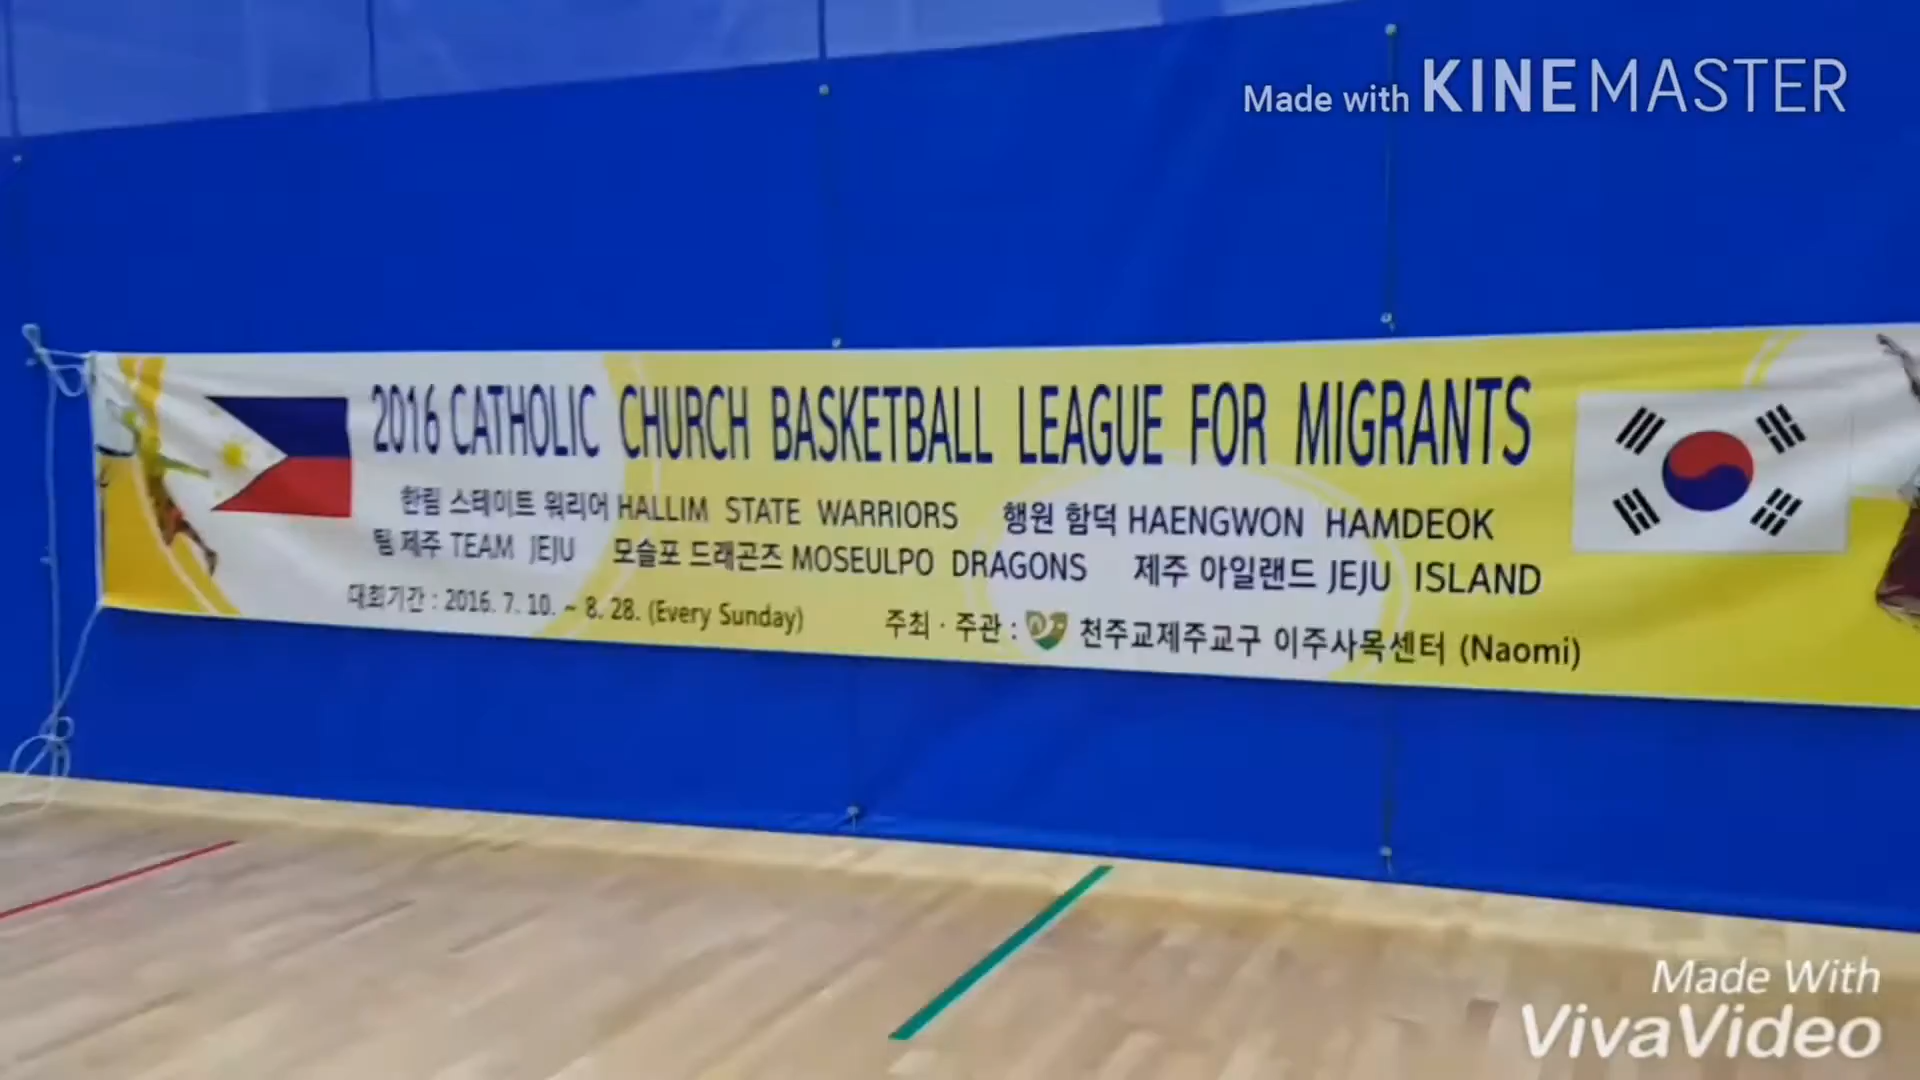 Made with KINEMASTER
2016 CATHOLIC CHURCH BASKETBALL LEAGUE FOR MIGRANTS
한림 스테이트 워리어 HALLIM STATE WARRIORS 행원 함덕 HAENGWON HAMDEOK
팀 제주 TEAM JEJU 모슬포 드래곤즈 MOSEULPO DRAGONS 제주 아일랜드 JEJU ISLAND
대회기간 : 2016. 7. 10. ~ 8. 28. (Every Sunday) 주최 · 주관 : 천주교제주교구 이주사목센터 (Naomi)
Made With
VivaVideo